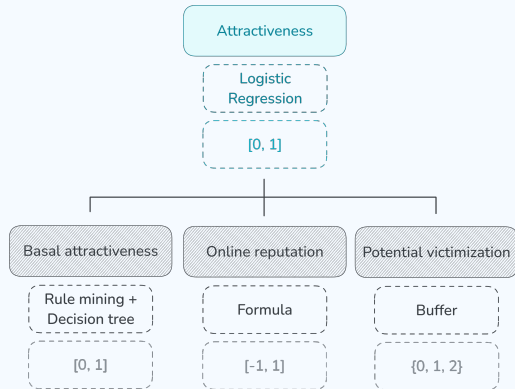 Attractiveness
Logistic
Regression
[0, 1]
Basal attractiveness
Online reputation
Potential victimization
Rule mining +
Decision tree
Formula
Buffer
[0, 1]
[-1, 1]
{0, 1, 2}